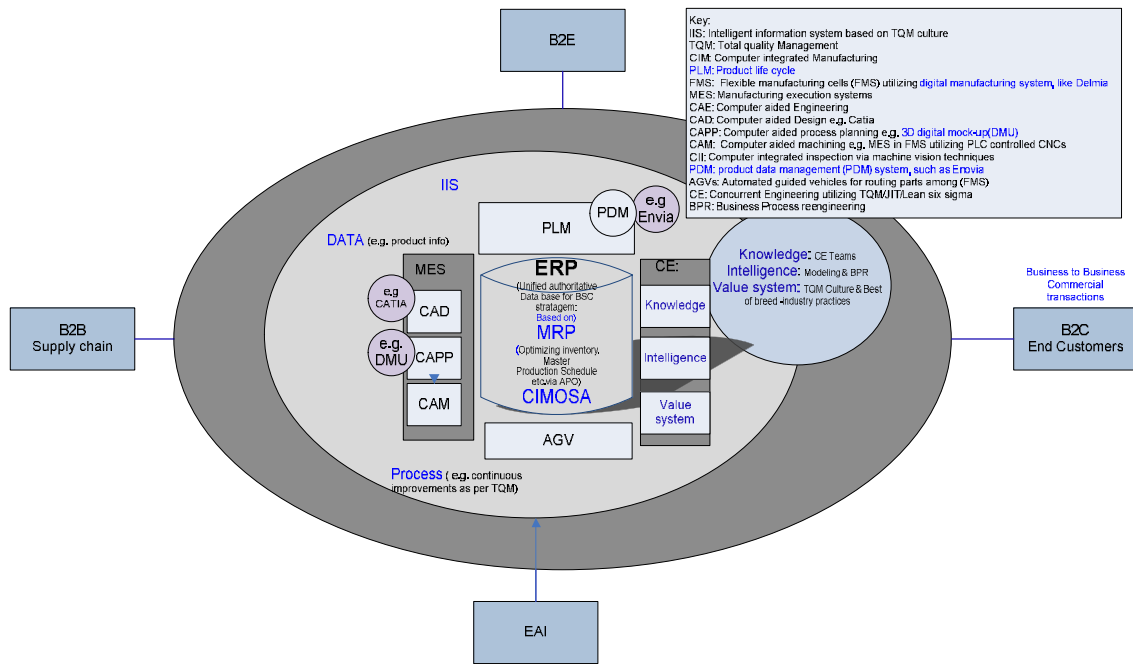 B2E
Key:
IIS: Intelligent information system based on TQM culture
TQM: Total quality Management
CIM: Computer integrated Manufacturing
PLM: Product life cycle
FMS: Flexible manufacturing cells (FMS) utilizing digital manufacturing system, like Delmia
MES: Manufacturing execution systems
CAE: Computer aided Engineering
CAD: Computer aided Design e.g. Catia
CAPP: Computer aided process planning e.g. 3D digital mock-up(DMU)
CAM: Computer aided machining e.g. MES in FMS utilizing PLC controlled CNCs
CII: Computer integrated inspection via machine vision techniques
PDM: product data management (PDM) system, such as Enovia
AGVs: Automated guided vehicles for routing parts among (FMS)
CE: Concurrent Engineering utilizing TQM/JIT/Lean six sigma
BPR: Business Process reengineering
IIS
PLM
PDM
e.g
Envia
DATA (e.g. product info)
MES
e.g
CATIA
CAD
e.g.
DMU
CAPP
CAM
ERP
(Unified authoritative
Data base for BSC
stratagem:
Based on)
MRP
(Optimizing inventory,
Master
Production Schedule
etc.via APO)
CIMOSA
CE:
Knowledge
Intelligence
Value
system
Knowledge: CE Teams
Intelligence: Modeling & BPR
Value system: TQM Culture & Best
of breed -industry practices
AGV
Process ( e.g. continuous
improvements as per TQM)
B2B
Supply chain
Business to Business
Commercial
transactions
B2C
End Customers
EAI